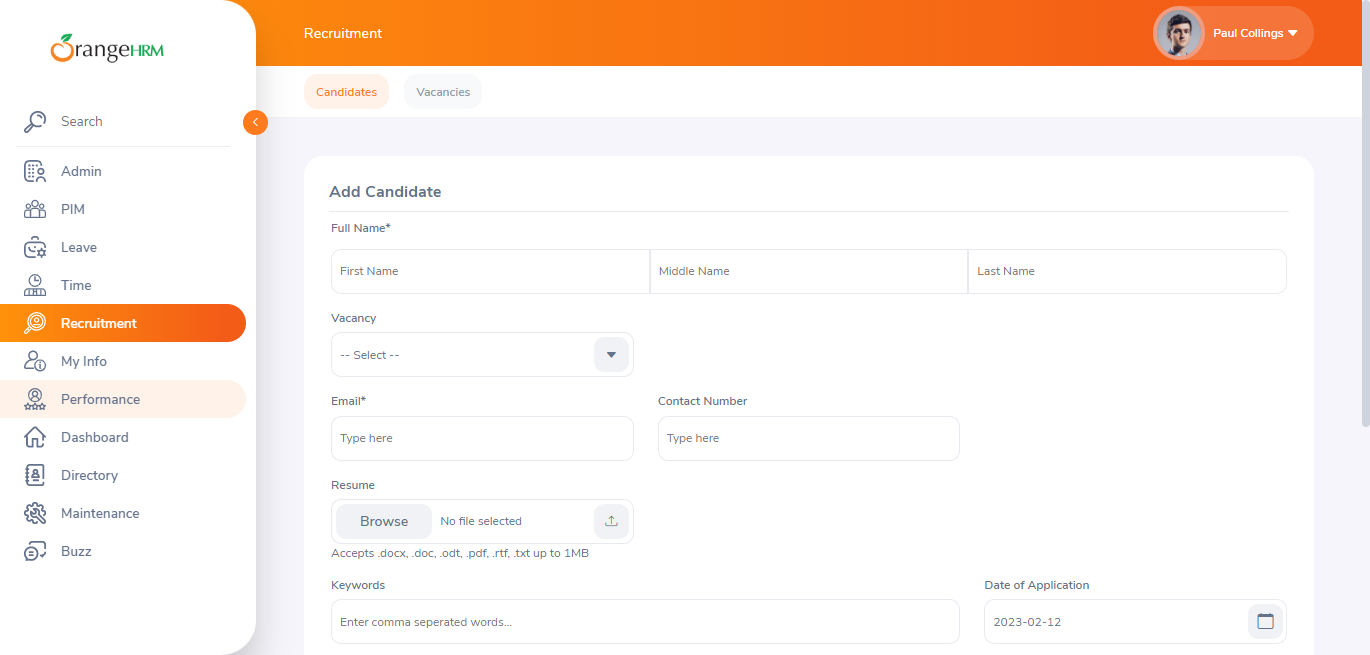 OrangeHRM
Recruitment
Paul Collings
Candidates
Vacancies
Search
Admin
PIM
Leave
Time
Recruitment
My Info
Performance
Dashboard
Directory
Maintenance
Buzz
Add Candidate
Full Name*
First Name
Middle Name
Last Name
Vacancy
-- Select --
Email*
Contact Number
Type here
Type here
Resume
Browse
No file selected
Accepts .docx, .doc, .odt, .pdf, .rtf, .txt up to 1MB
Keywords
Date of Application
Enter comma seperated words...
2023-02-12